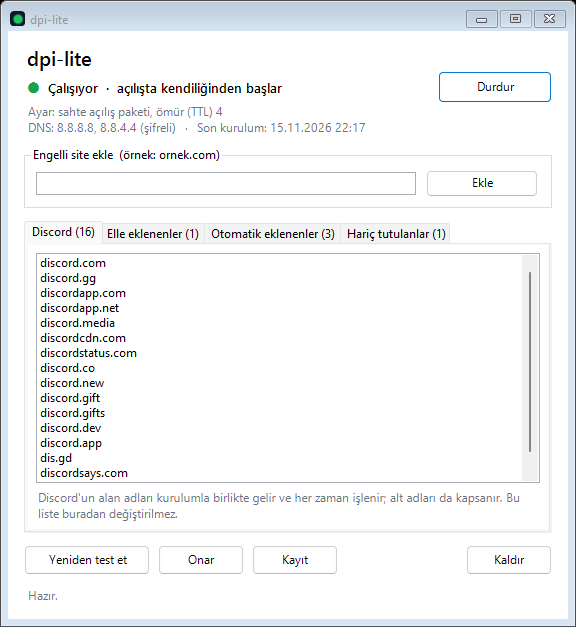 dpi-lite
dpi-lite
Çalışıyor · açılışta kendiliğinden başlar
Durdur
Ayar: sahte açılış paketi, ömür (TTL) 4
DNS: 8.8.8.8, 8.8.4.4 (şifreli) · Son kurulum: 15.11.2026 22:17
Engelli site ekle (örnek: ornek.com)
Ekle
Discord (16) Elle eklenenler (1) Otomatik eklenenler (3) Hariç tutulanlar (1)
discord.com
discord.gg
discordapp.com
discordapp.net
discord.media
discordcdn.com
discordstatus.com
discord.co
discord.new
discord.gift
discord.gifts
discord.dev
discord.app
dis.gd
discordsays.com
Discord'un alan adları kurulumla birlikte gelir ve her zaman işlenir; alt adları da kapsanır. Bu
liste buradan değiştirilmez.
Yeniden test et Onar Kayıt Kaldır
Hazır.